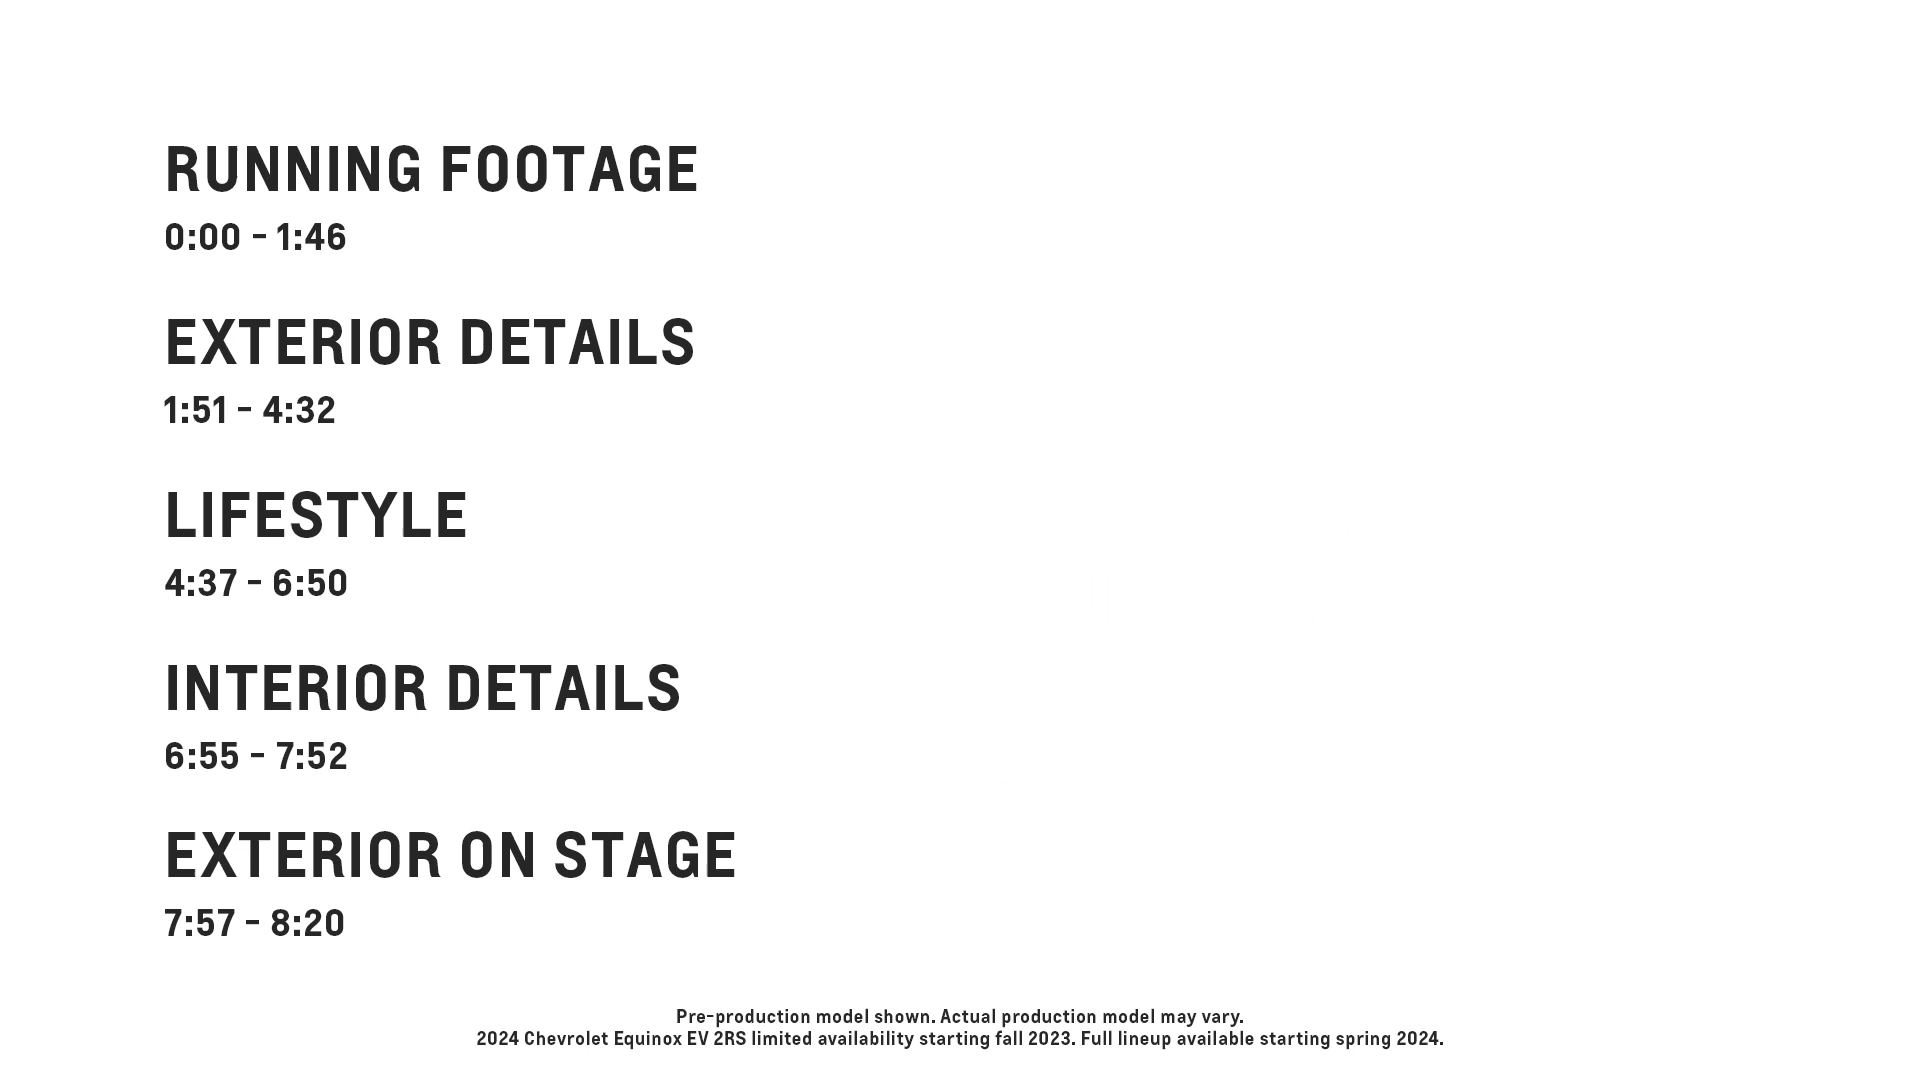 RUNNING FOOTAGE
0:00 - 1:46
EXTERIOR DETAILS
1:51 - 4:32
LIFESTYLE
4:37 - 6:50
INTERIOR DETAILS
6:55 - 7:52
EXTERIOR ON STAGE
7:57 - 8:20
Pre-production model shown. Actual production model may vary.
2024 Chevrolet Equinox EV 2RS limited availability starting fall 2023. Full lineup available starting spring 2024.